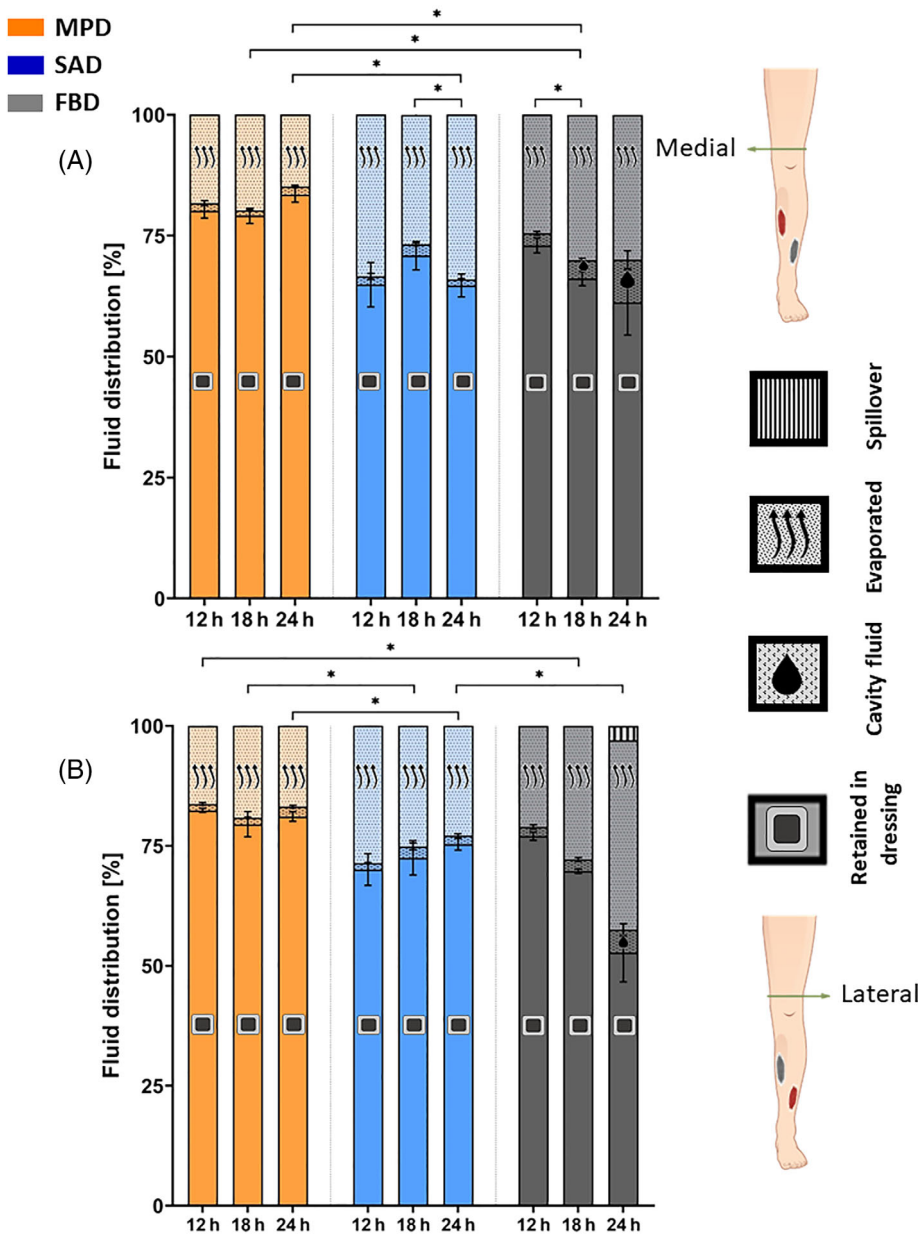 MPD
SAD
FBD
* * * * *
(A)
Medial
Fluid distribution [%]
100
75
50
25
0
12 h 18 h 24 h 12 h 18 h 24 h 12 h 18 h 24 h
Spillover
Evaporated
Cavity fluid
Retained in
dressing
* * * *
(B)
Lateral
Fluid distribution [%]
100
75
50
25
0
12 h 18 h 24 h 12 h 18 h 24 h 12 h 18 h 24 h